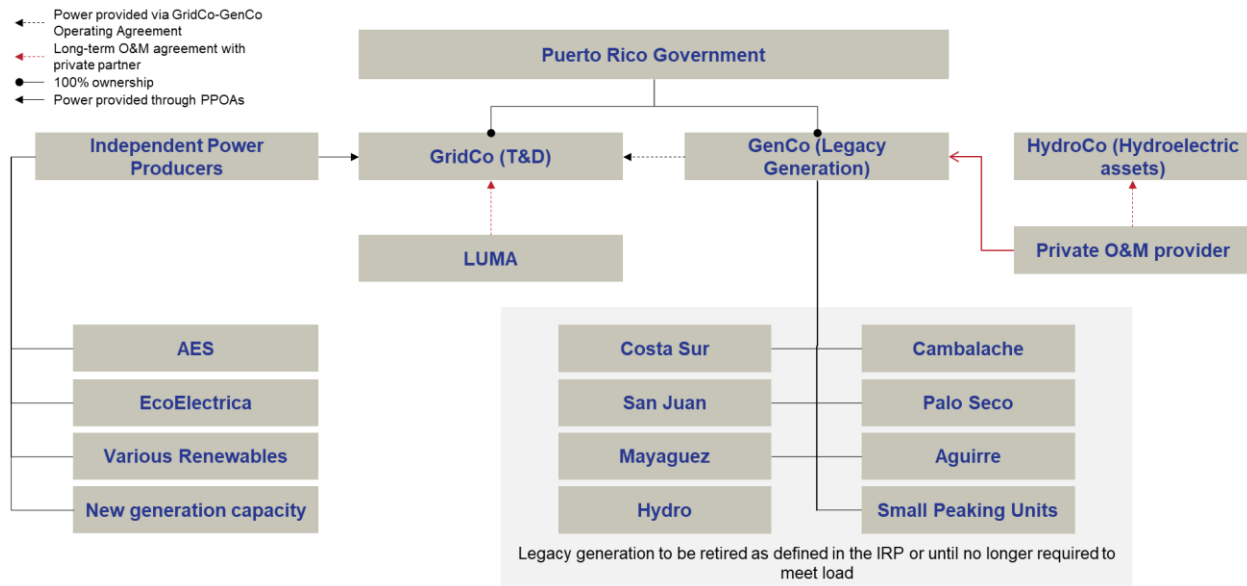 Power provided via GridCo-GenCo
Operating Agreement
Long-term O&M agreement with
private partner
100% ownership
Power provided through PPOAs
Puerto Rico Government
Independent Power
Producers
GridCo (T&D)
GenCo (Legacy
Generation)
HydroCo (Hydroelectric
assets)
LUMA
Private O&M provider
AES
EcoElectrica
Various Renewables
New generation capacity
Costa Sur
Cambalache
San Juan
Palo Seco
Mayaguez
Aguirre
Hydro
Small Peaking Units
Legacy generation to be retired as defined in the IRP or until no longer required to
meet load